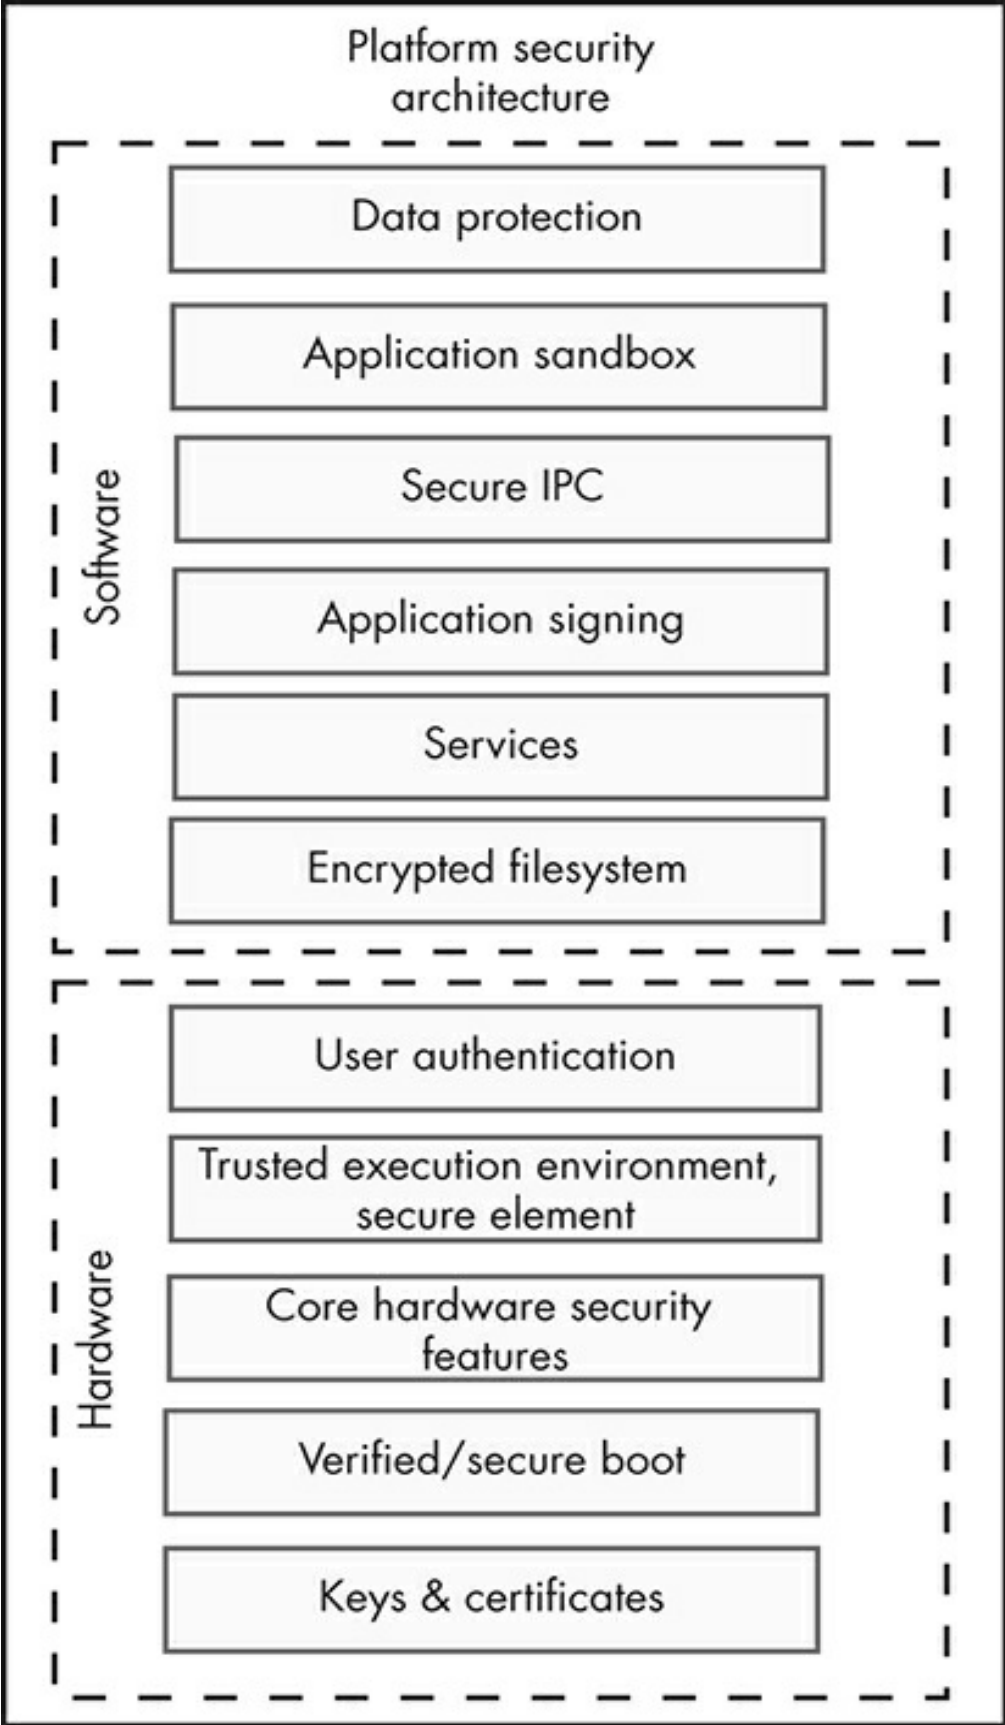 Platform security
architecture
Data protection
Application sandbox
Secure IPC
Software
Application signing
Services
Encrypted filesystem
User authentication
Trusted execution environment,
secure element
Hardware
Core hardware security
features
Verified/secure boot
Keys & certificates